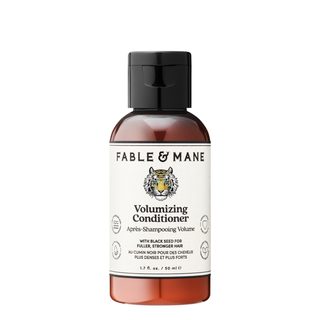 FABLE & MANE
Volumizing
Conditioner
Après-Shampooing Volume
WITH BLACK SEED FOR
FULLER, STRONGER HAIR
AU CUMIN NOIR POUR DES CHEVEUX
PLUS DENSES ET PLUS FORTS
1.7 fl. oz. / 50 ml ℮